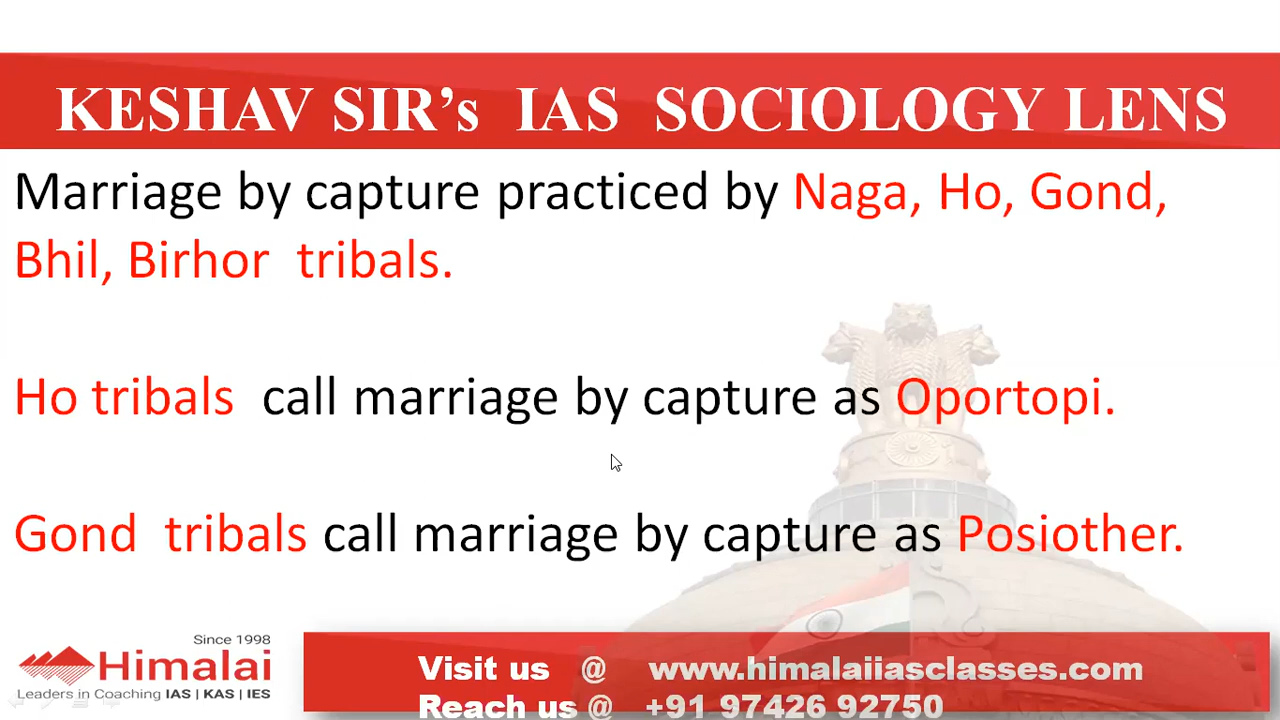 KESHAV SIR’s IAS SOCIOLOGY LENS
Marriage by capture practiced by Naga, Ho, Gond,
Bhil, Birhor tribals.
Ho tribals call marriage by capture as Oportopi.
Gond tribals call marriage by capture as Posiother.
Since 1998
Himalai
Leaders in Coaching IAS | KAS | IES
Visit us @ www.himalaiiasclasses.com
Reach us @ +91 97426 92750